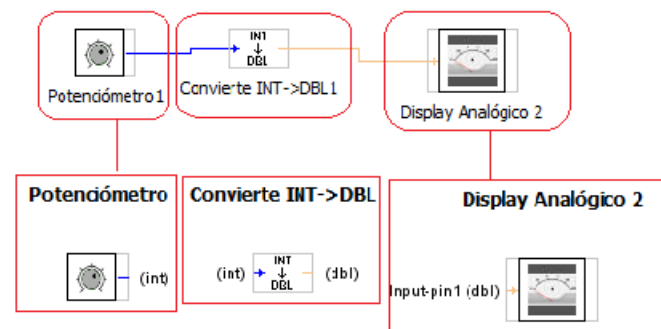 INT
DBL
Potenciómetro1
Convierte INT->DBL1
Display Analógico 2
Potenciómetro
Convierte INT->DBL
Display Analógico 2
(int)
(int)
INT
DBL
(dbl)
Input-pin1 (dbl)